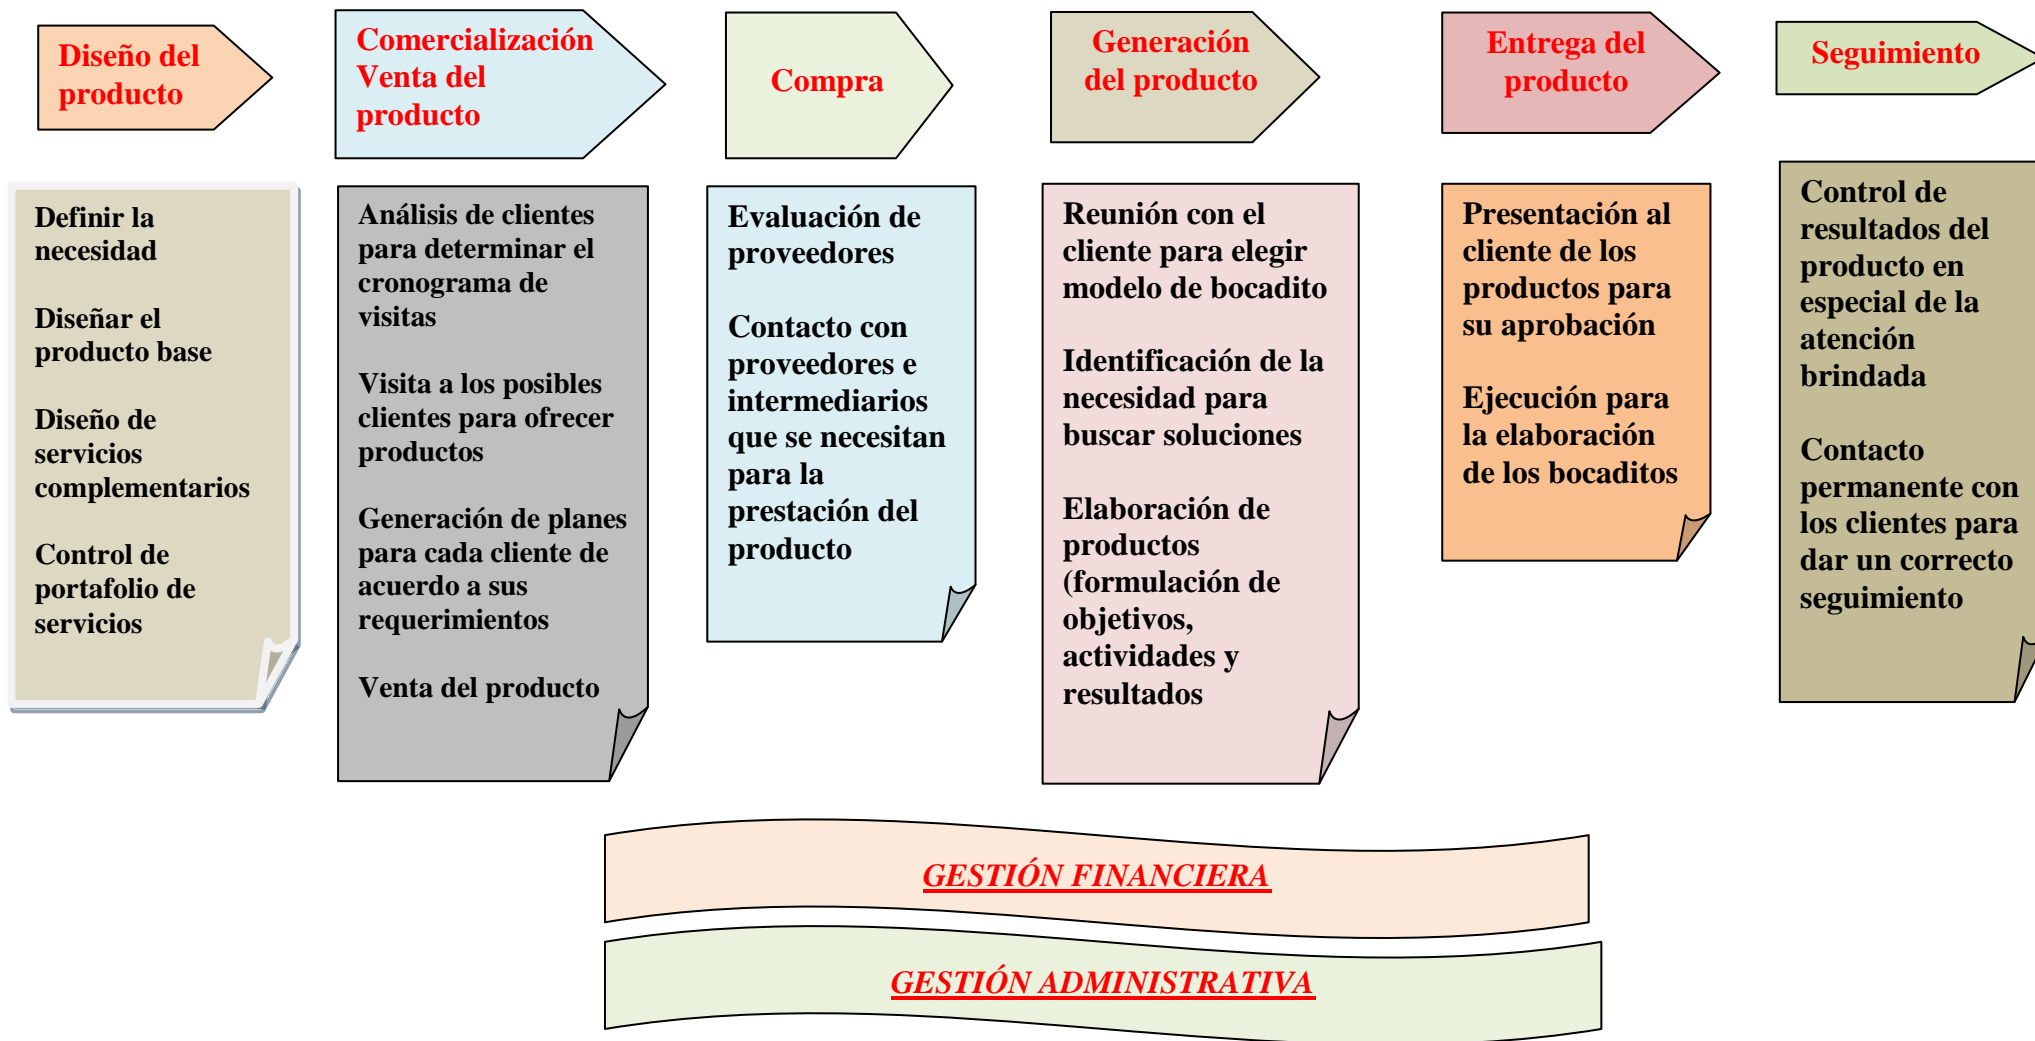 Diseño del
producto
Comercialización
Venta del
producto
Compra
Generación
del producto
Entrega del
producto
Seguimiento
Definir la
necesidad
Diseñar el
producto base
Diseño de
servicios
complementarios
Control de
portafolio de
servicios
Análisis de clientes
para determinar el
cronograma de
visitas
Visita a los posibles
clientes para ofrecer
productos
Generación de planes
para cada cliente de
acuerdo a sus
requerimientos
Venta del producto
Evaluación de
proveedores
Contacto con
proveedores e
intermediarios
que se necesitan
para la
prestación del
producto
Reunión con el
cliente para elegir
modelo de bocadito
Identificación de la
necesidad para
buscar soluciones
Elaboración de
productos
(formulación de
objetivos,
actividades y
resultados
Presentación al
cliente de los
productos para
su aprobación
Ejecución para
la elaboración
de los bocaditos
Control de
resultados del
producto en
especial de la
atención
brindada
Contacto
permanente con
los clientes para
dar un correcto
seguimiento
GESTIÓN FINANCIERA
GESTIÓN ADMINISTRATIVA